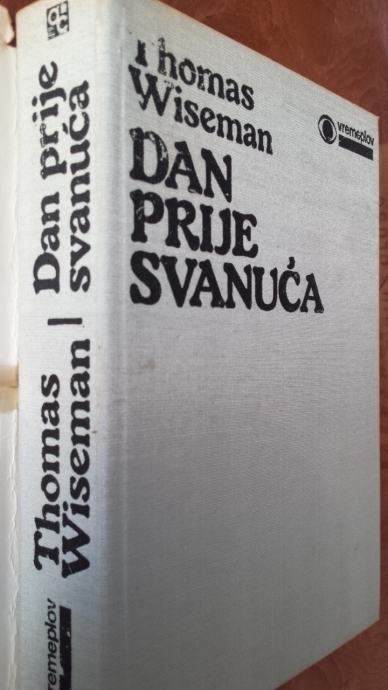 Thomas
Wiseman
DAN
PRIJE
SVANUĆA
vremeplov
Thomas
Wiseman
Dan prije
svanuća
vremeplov